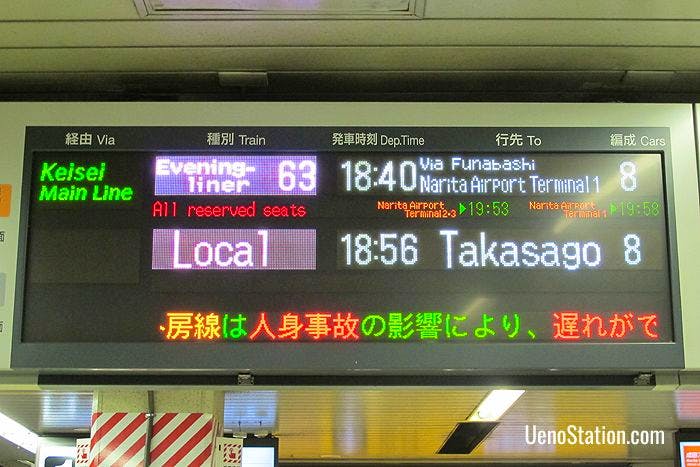 経由 Via 種別 Train 発車時刻 Dep.Time 行先 To 編成 Cars
Keisei Main Line
Evening-liner 63 18:40 Via Funabashi Narita Airport Terminal 1 8
All reserved seats Narita Airport Terminal 2•3 ▶19:53 Narita Airport Terminal 1 ▶19:58
Local 18:56 Takasago 8
房線は人身事故の影響により、遅れがで
UenoStation.com